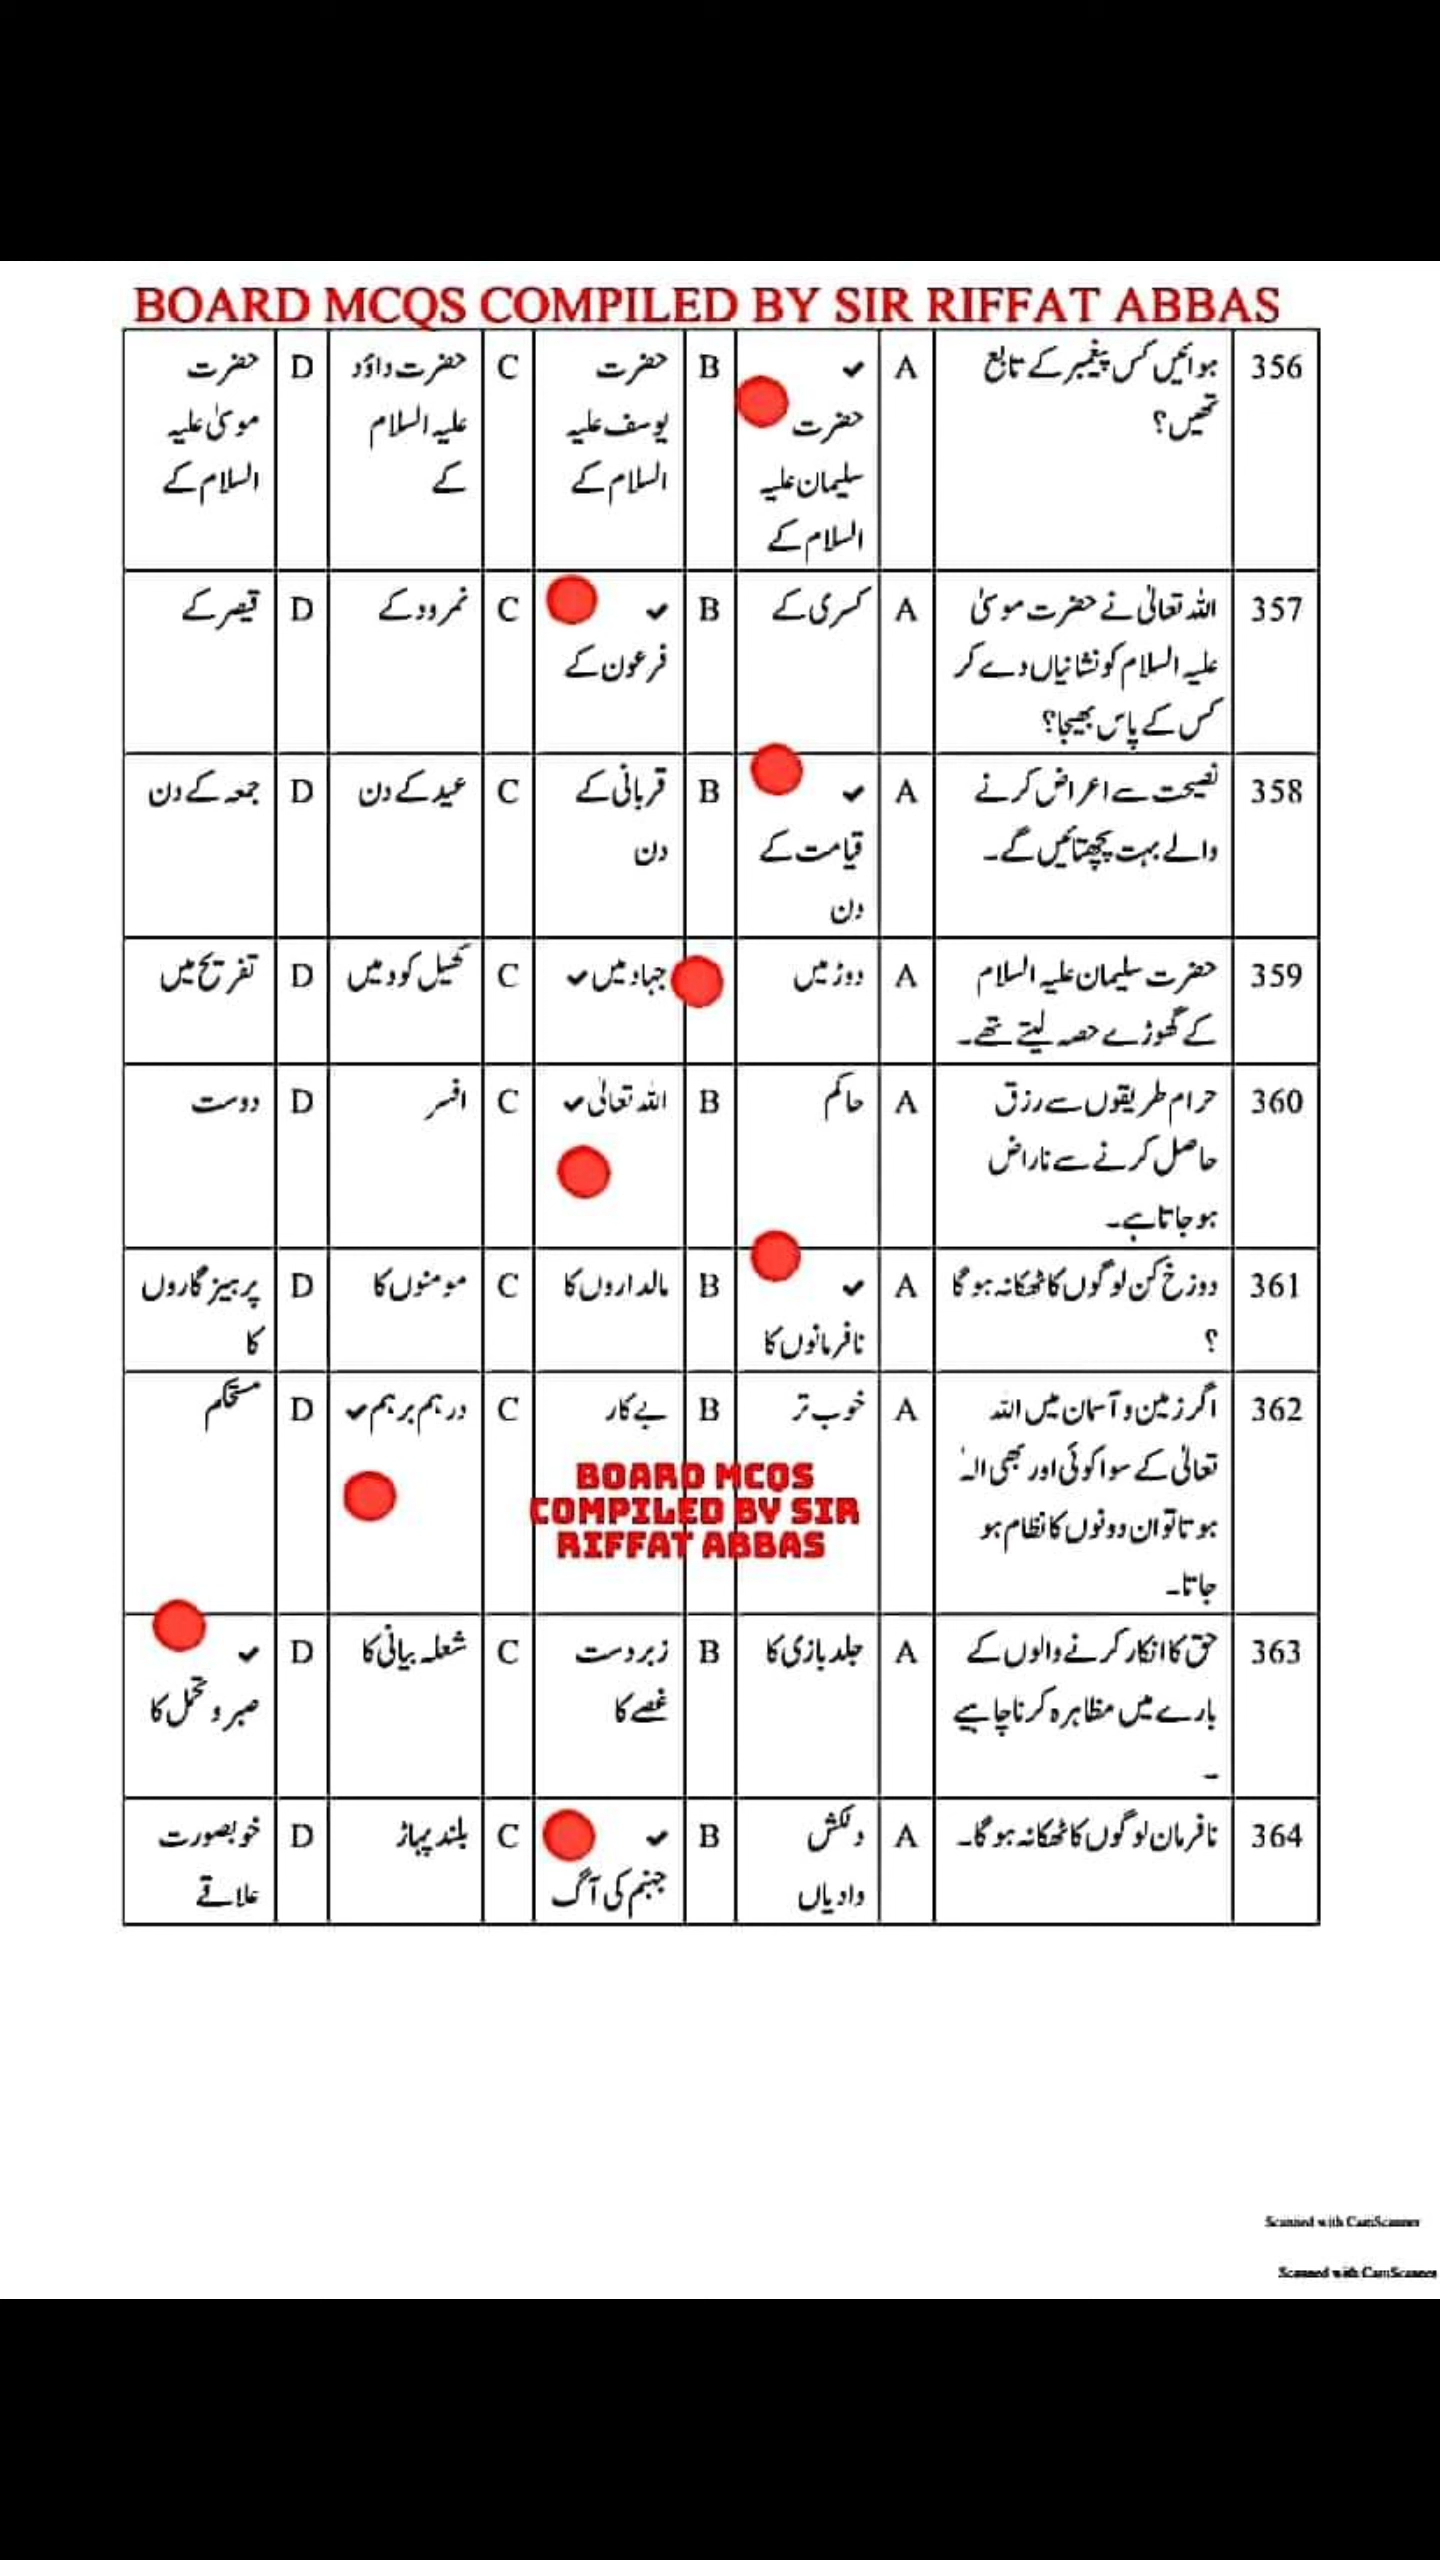 BOARD MCQS COMPILED BY SIR RIFFAT ABBAS
356 ہوائیں کس پیغمبر کے تابع تھیں؟ A ✔ حضرت سلیمان علیہ السلام کے B حضرت یوسف علیہ السلام کے C حضرت داؤد علیہ السلام کے D حضرت موسیٰ علیہ السلام کے
357 اللہ تعالیٰ نے حضرت موسیٰ علیہ السلام کو نشانیاں دے کر کس کے پاس بھیجا؟ A کسری کے B ✔ فرعون کے C نمرود کے D قیصر کے
358 نصیحت سے اعراض کرنے والے بہت پچھتائیں گے۔ A ✔ قیامت کے دن B قربانی کے دن C عید کے دن D جمعہ کے دن
359 حضرت سلیمان علیہ السلام کے گھوڑے حصہ لیتے تھے۔ A دوڑ میں جہاد میں ✔ C کھیل کود میں D تفریح میں
360 حرام طریقوں سے رزق حاصل کرنے سے ناراض ہو جاتا ہے۔ A حاکم B اللہ تعالیٰ ✔ C افسر D دوست
361 دوزخ کن لوگوں کا ٹھکانہ ہو گا ؟ A ✔ نافرمانوں کا B مالداروں کا C مومنوں کا D پرہیز گاروں کا
362 اگر زمین و آسمان میں اللہ تعالیٰ کے سوا کوئی اور بھی الہٰ ہوتا تو ان دونوں کا نظام ہو جاتا۔ A خوب تر B بے کار C درہم برہم ✔ D مستحکم
BOARD MCQS
COMPILED BY SIR
RIFFAT ABBAS
363 حق کا انکار کرنے والوں کے بارے میں مظاہرہ کرنا چاہیے ۔ A جلد بازی کا B زبردست غصے کا C شعلہ بیانی کا D ✔ صبر و تحمل کا
364 نافرمان لوگوں کا ٹھکانہ ہو گا۔ A دلکش وادیاں B ✔ جہنم کی آگ C بلند پہاڑ D خوبصورت علاقے
Scanned with CamScanner
Scanned with CamScanner